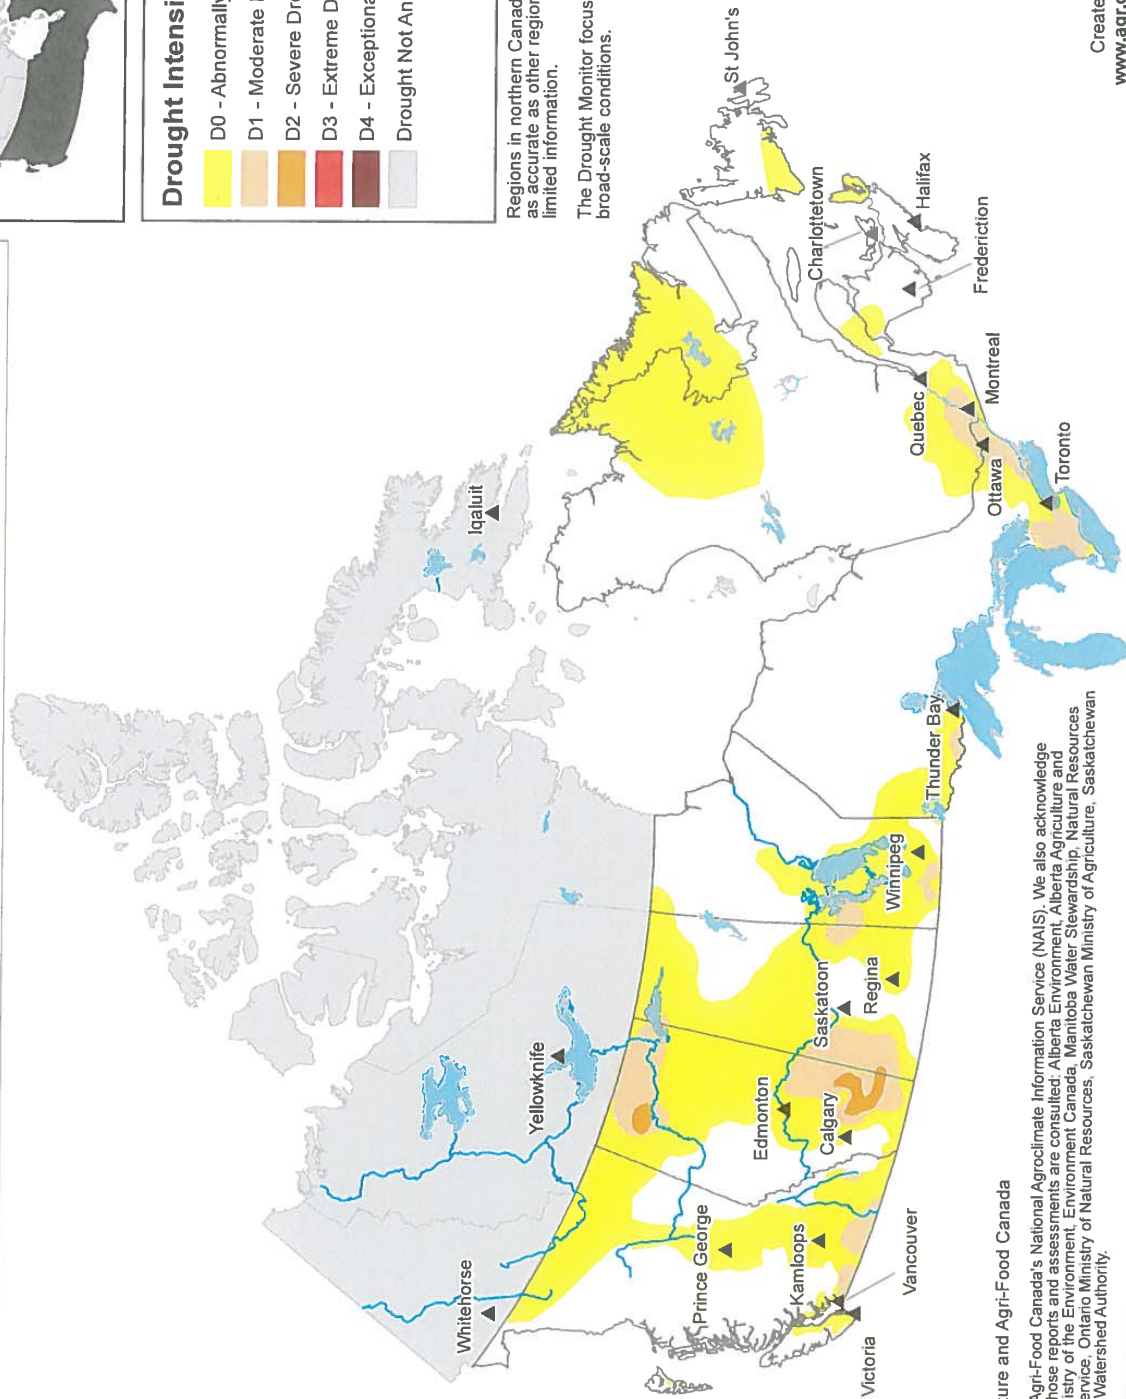 Drought Intensi
D0 - Abnormally
D1 - Moderate
D2 - Severe Dro
D3 - Extreme D
D4 - Exceptiona
Drought Not An
Regions in northern Canad
as accurate as other region
limited information.
The Drought Monitor focus
broad-scale conditions.
Iqaluit
Yellowknife
Whitehorse
St John's
Charlottetown
Halifax
Frederiction
Quebec
Montreal
Ottawa
Toronto
Thunder Bay
Winnipeg
Regina
Saskatoon
Edmonton
Calgary
Prince George
Kamloops
Vancouver
Victoria
ure and Agri-Food Canada
Agri-Food Canada's National Agroclimate Information Service (NAIS). We also acknowledge
hose reports and assessments are consulted: Alberta Environment, Alberta Agriculture and
istry of the Environment, Environment Canada, Manitoba Water Stewardship, Natural Resources
ervice, Ontario Ministry of Natural Resources, Saskatchewan Ministry of Agriculture, Saskatchewan
Watershed Authority.
Create
www.agr.